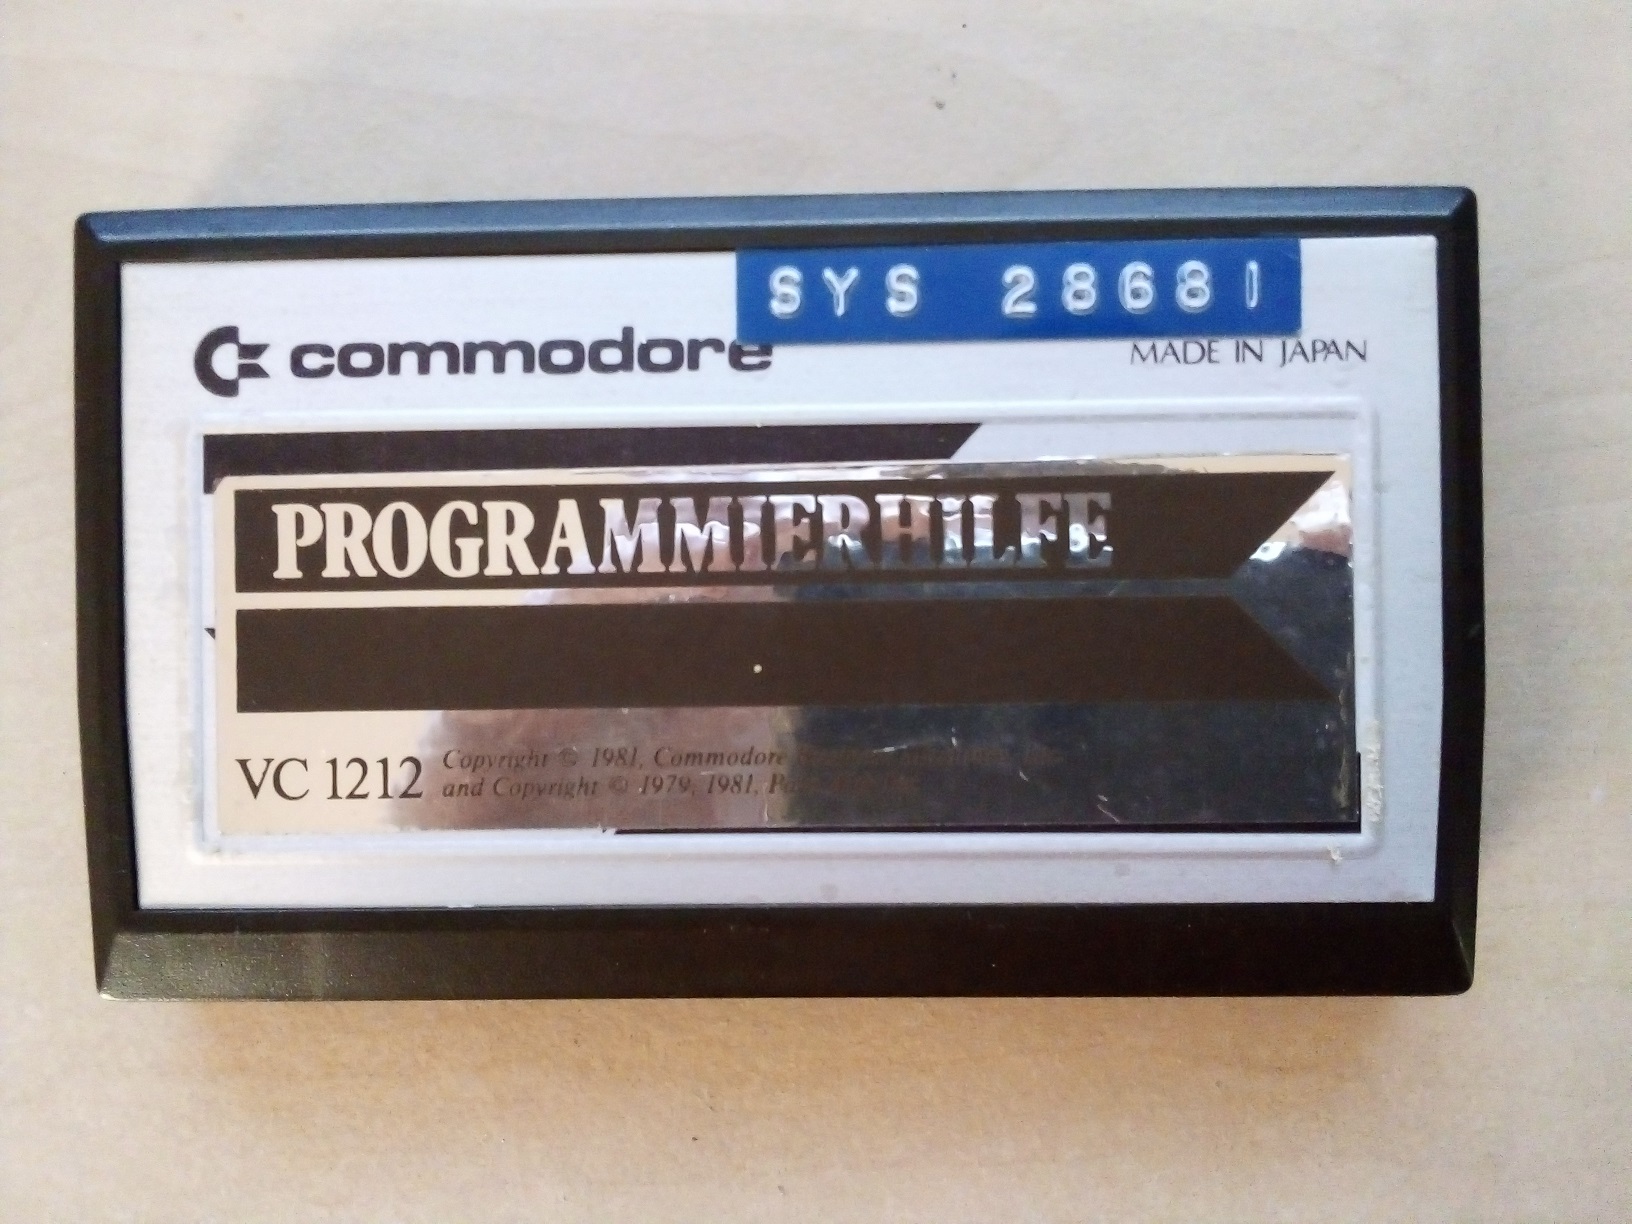 SYS 28681
commodore
MADE IN JAPAN
PROGRAMMIERHILFE
VC 1212
Copyright © 1981, Commodore
and Copyright © 1979, 1981,